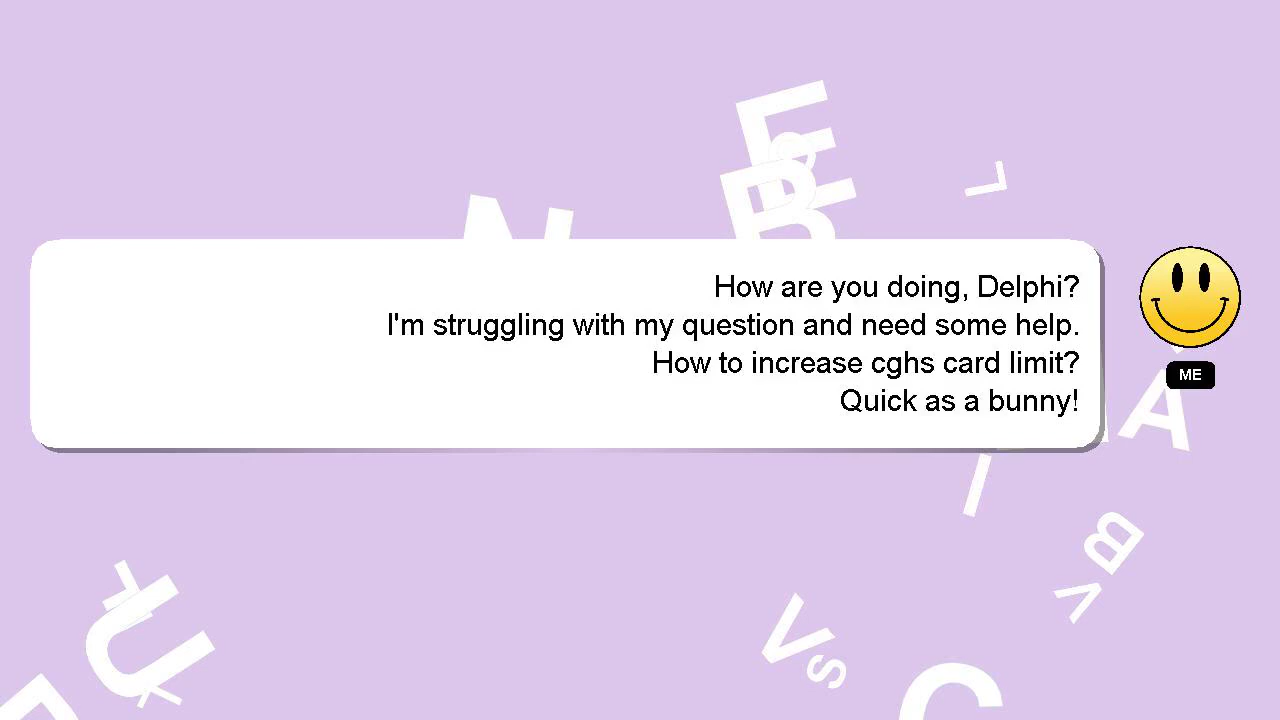 How are you doing, Delphi?
I'm struggling with my question and need some help.
How to increase cghs card limit?
Quick as a bunny!
ME
E
B
N
L
A
I
B
V
U
V
S
C